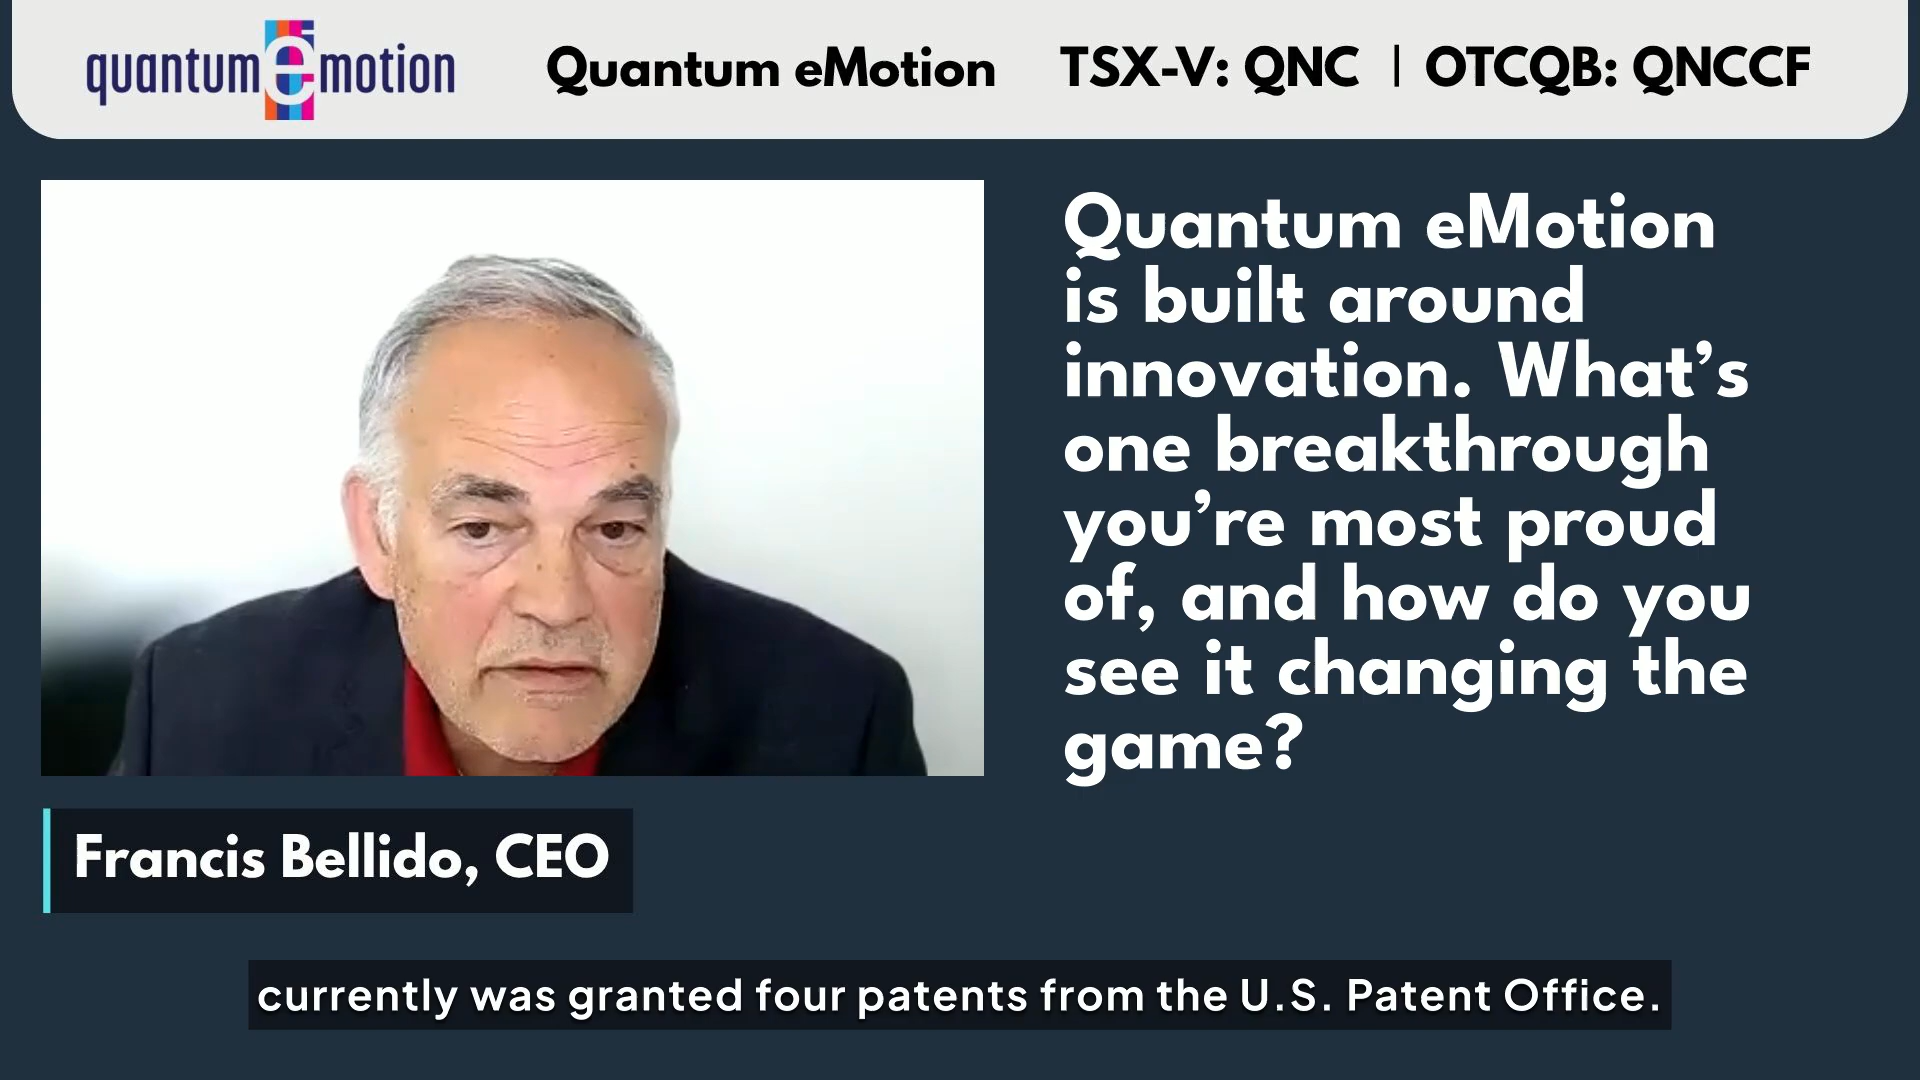 quantum emotion
Quantum eMotion TSX-V: QNC | OTCQB: QNCCF
Quantum eMotion
is built around
innovation. What’s
one breakthrough
you’re most proud
of, and how do you
see it changing the
game?
Francis Bellido, CEO
currently was granted four patents from the U.S. Patent Office.